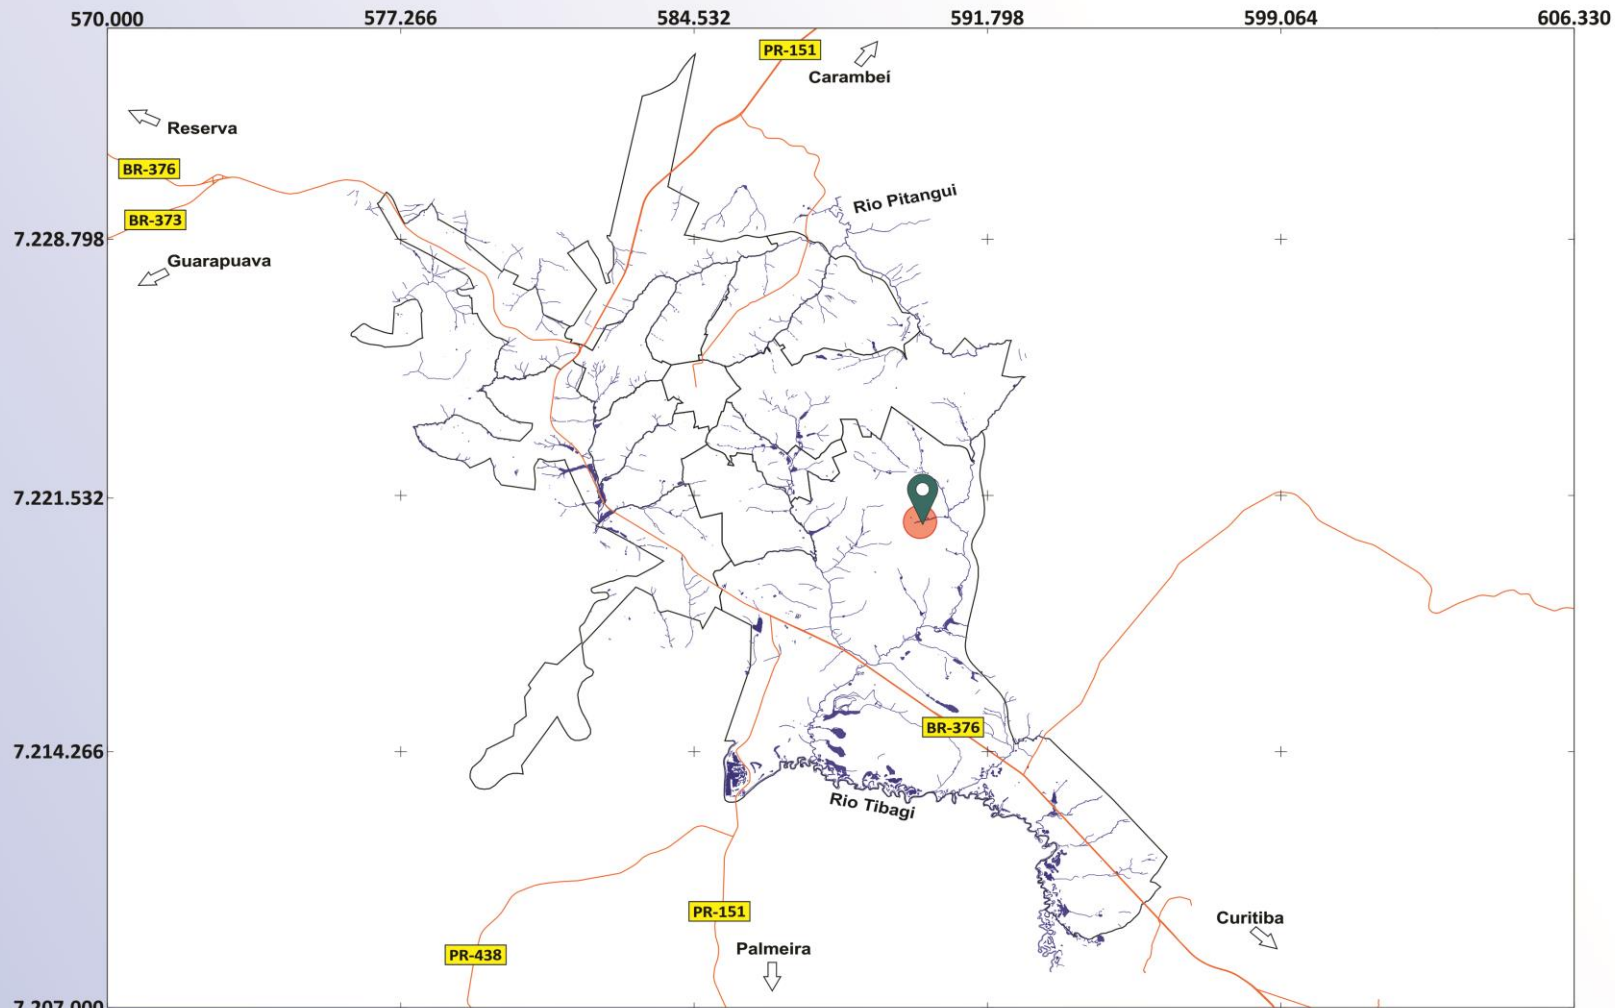 570.000 577.266 584.532 591.798 599.064 606.330
PR-151
Carambeí
Reserva
BR-376
Rio Pitangui
BR-373
7.228.798
Guarapuava
7.221.532
BR-376
7.214.266
Rio Tibagi
PR-151
Curitiba
Palmeira
PR-438
7.207.000